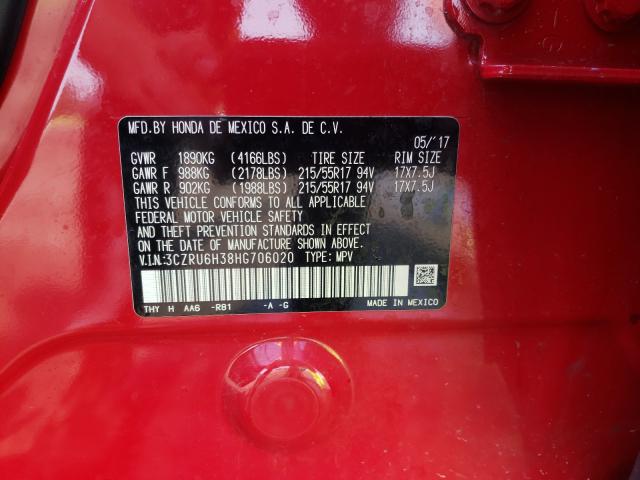 MFD.BY HONDA DE MEXICO S.A. DE C.V.
05/'17
GVWR 1890KG (4166LBS) TIRE SIZE RIM SIZE
GAWR F 988KG (2178LBS) 215/55R17 94V 17X7.5J
GAWR R 902KG (1988LBS) 215/55R17 94V 17X7.5J
THIS VEHICLE CONFORMS TO ALL APPLICABLE
FEDERAL MOTOR VEHICLE SAFETY
AND THEFT PREVENTION STANDARDS IN EFFECT
ON THE DATE OF MANUFACTURE SHOWN ABOVE.
V.I.N:3CZRU6H38HG706020 TYPE: MPV
THY H AA6 -R81 -A -G MADE IN MEXICO